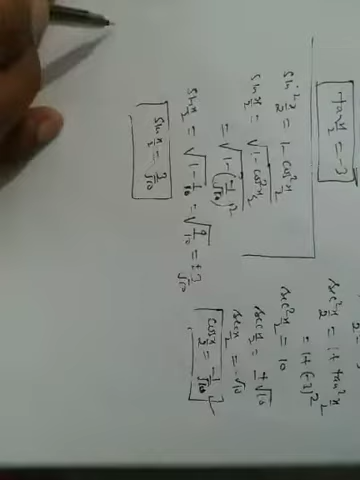 tan x/2 = -3
sin² x/2 = 1 - cos² x/2
sin x/2 = √(1 - cos² x/2)
= √(1 - (-1/√10)²)
sin x/2 = √(1 - 1/10) = √(9/10) = ±3/√10
sin x/2 = 3/√10
sec² x/2 = 1 + tan² x/2
= 1 + (-3)²
sec² x/2 = 10
sec x/2 = ±√10
sec x/2 = -√10
cos x/2 = -1/√10